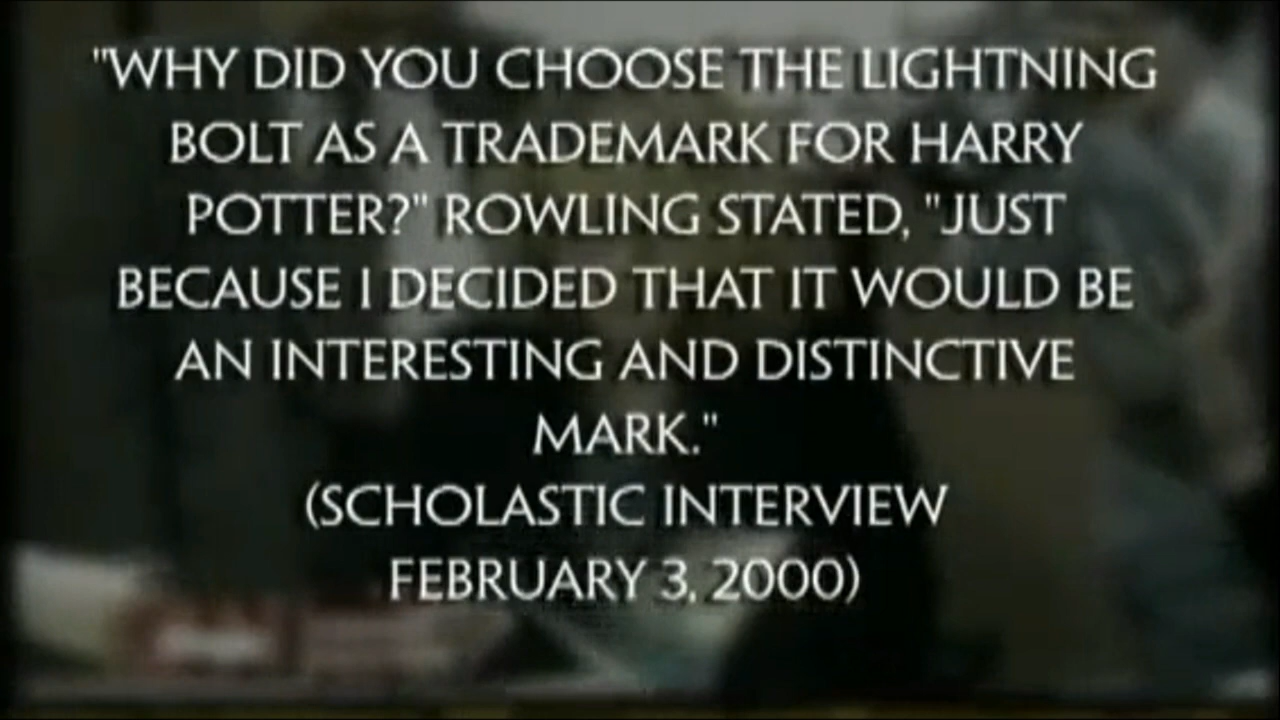 "WHY DID YOU CHOOSE THE LIGHTNING
BOLT AS A TRADEMARK FOR HARRY
POTTER?" ROWLING STATED, "JUST
BECAUSE I DECIDED THAT IT WOULD BE
AN INTERESTING AND DISTINCTIVE
MARK."
(SCHOLASTIC INTERVIEW
FEBRUARY 3, 2000)